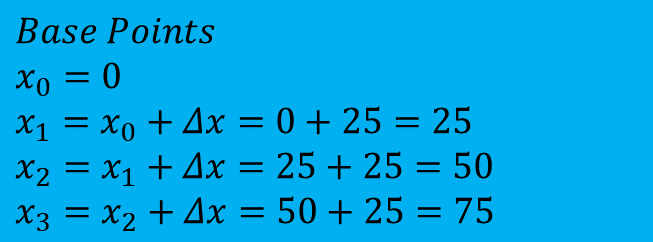 Base Points
x₀ = 0
x₁ = x₀ + Δx = 0 + 25 = 25
x₂ = x₁ + Δx = 25 + 25 = 50
x₃ = x₂ + Δx = 50 + 25 = 75